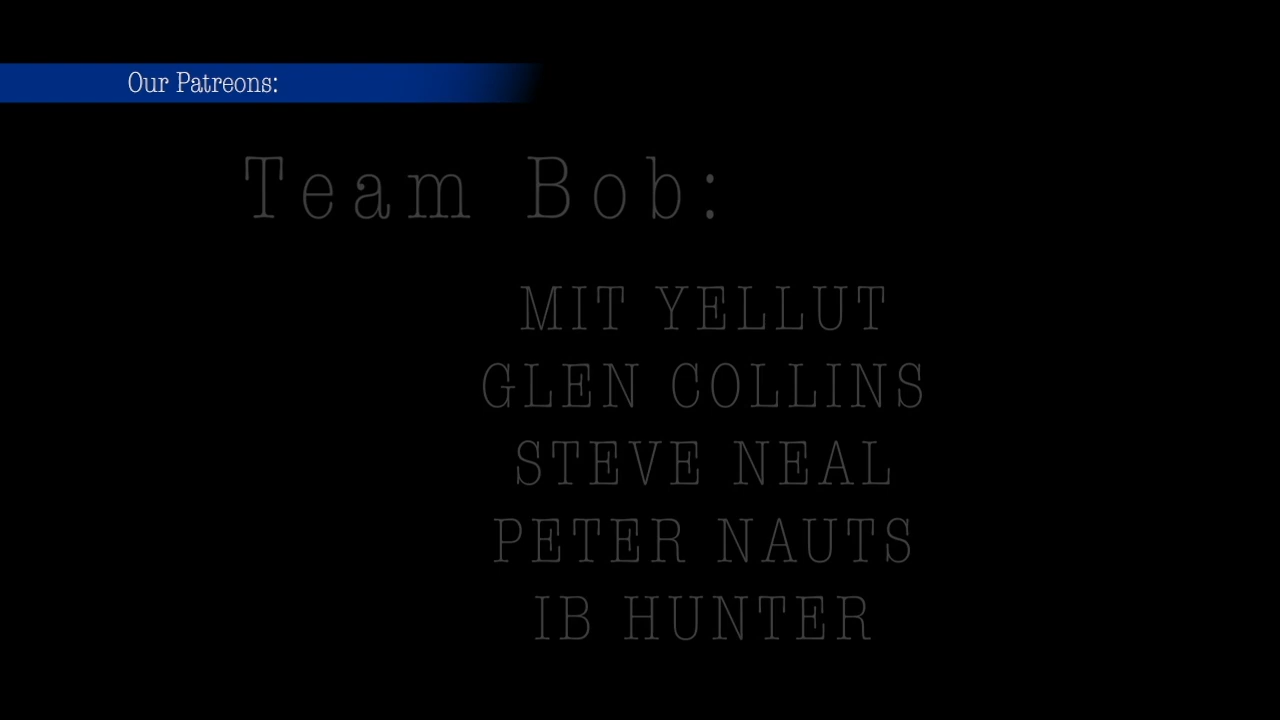 Our Patreons:
Team Bob:
MIT YELLUT
GLEN COLLINS
STEVE NEAL
PETER NAUTS
IB HUNTER